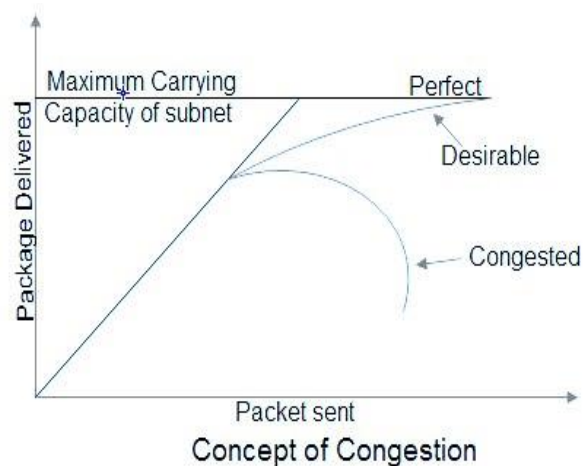 Maximum Carrying
Capacity of subnet
Perfect
Desirable
Congested
Package Delivered
Packet sent
Concept of Congestion